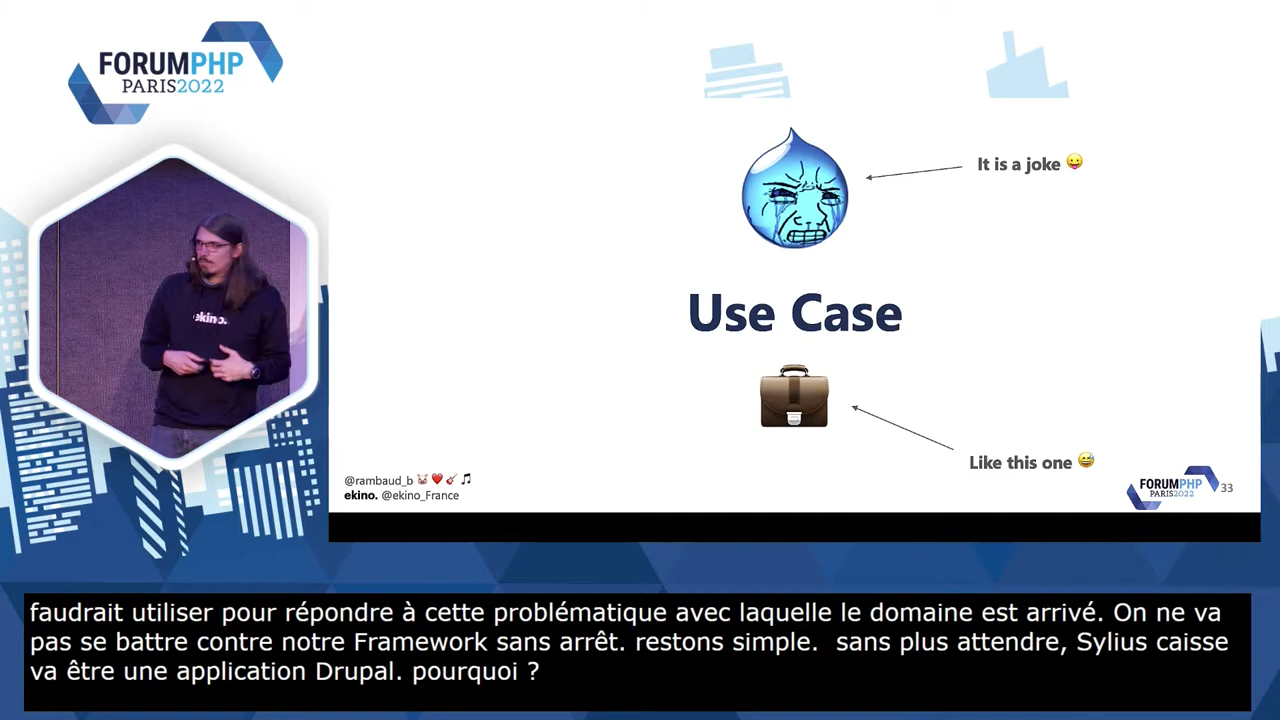 FORUMPHP
PARIS2022
ekino.
It is a joke 😜
Use Case
Like this one 😅
@rambaud_b 🐷❤️🎸🎵
ekino. @ekino_France
FORUMPHP
PARIS2022
33
faudrait utiliser pour répondre à cette problématique avec laquelle le domaine est arrivé. On ne va
pas se battre contre notre Framework sans arrêt. restons simple.  sans plus attendre, Sylius caisse
va être une application Drupal. pourquoi ?